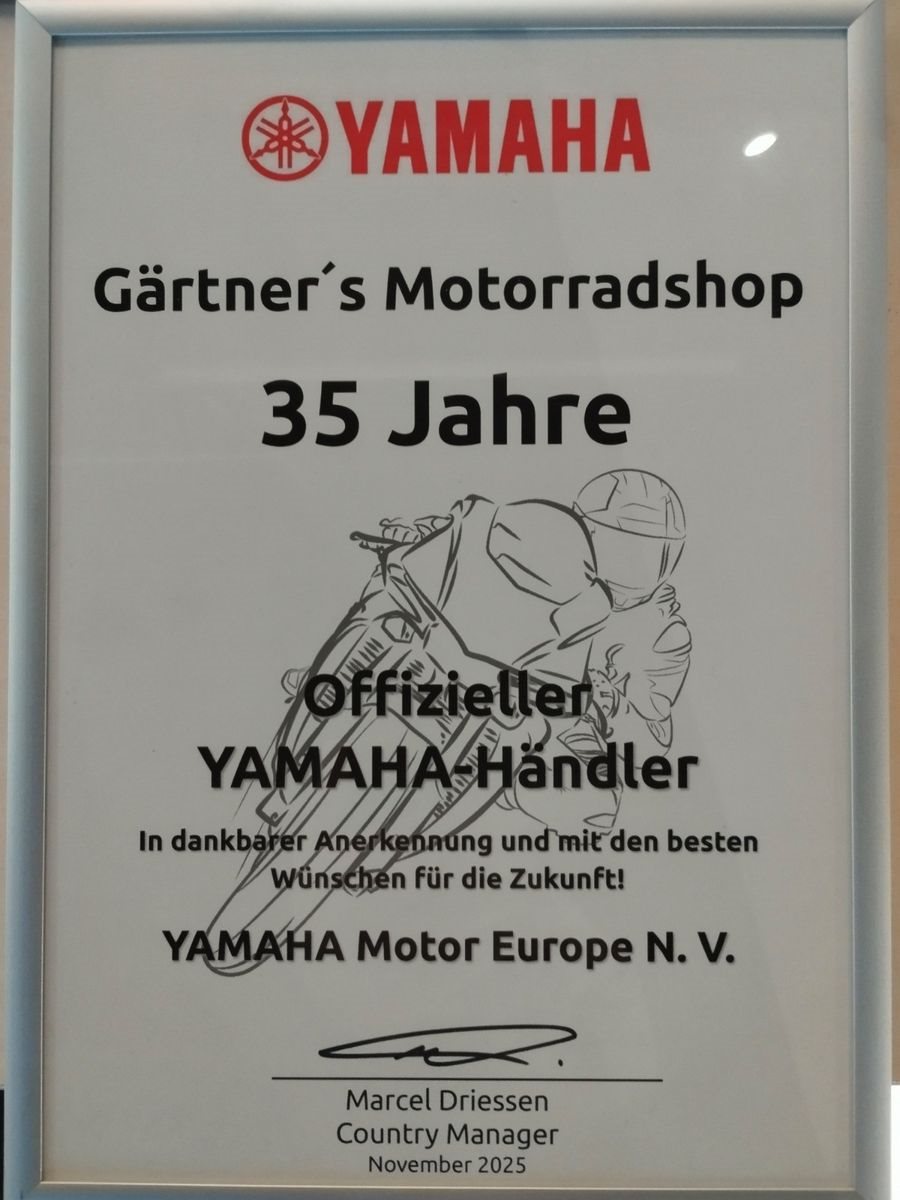 YAMAHA
Gärtner´s Motorradshop
35 Jahre
Offizieller
YAMAHA-Händler
In dankbarer Anerkennung und mit den besten
Wünschen für die Zukunft!
YAMAHA Motor Europe N. V.
Marcel Driessen
Country Manager
November 2025